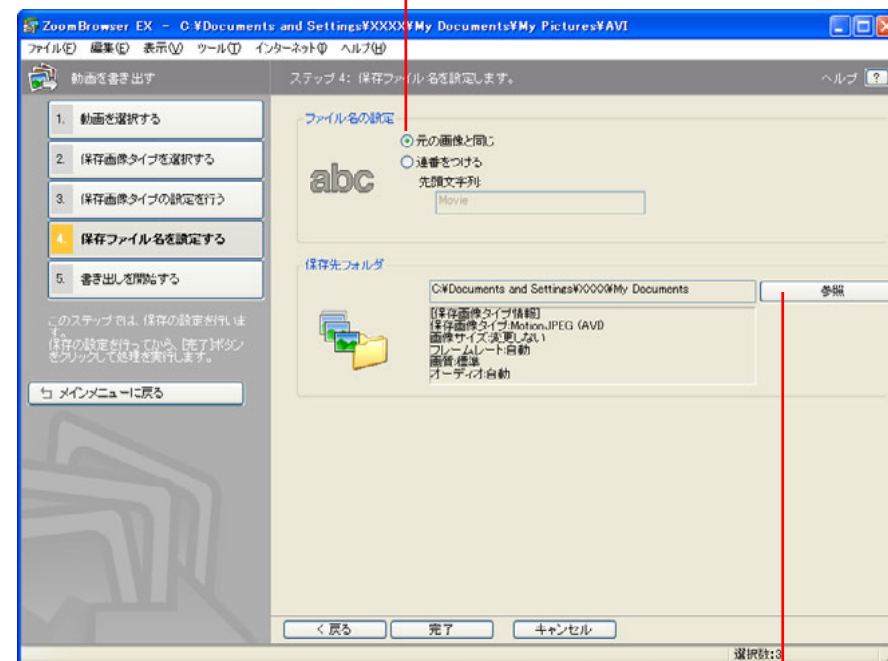 ZoomBrowser EX - C:¥Documents and Settings¥XXXX¥My Documents¥My Pictures¥AVI
ファイル(F) 編集(E) 表示(V) ツール(T) インターネット(I) ヘルプ(H)
動画を書き出す
ステップ 4: 保存ファイル名を設定します。
ヘルプ ?
1. 動画を選択する
2. 保存画像タイプを選択する
3. 保存画像タイプの設定を行う
4. 保存ファイル名を設定する
5. 書き出しを開始する
このステップでは、保存の設定を行いま
す。
保存の設定を行ってから、[完了]ボタン
をクリックして処理を実行します。
メインメニューに戻る
ファイル名の設定
abc
元の画像と同じ
連番をつける
先頭文字列:
Movie
保存先フォルダ
C:¥Documents and Settings¥XXXX¥My Documents
参照
[保存画像タイプ情報]
保存画像タイプ:Motion JPEG (AVI)
画像サイズ:変更しない
フレームレート:自動
画質:標準
オーディオ:自動
< 戻る
完了
キャンセル
選択数:3